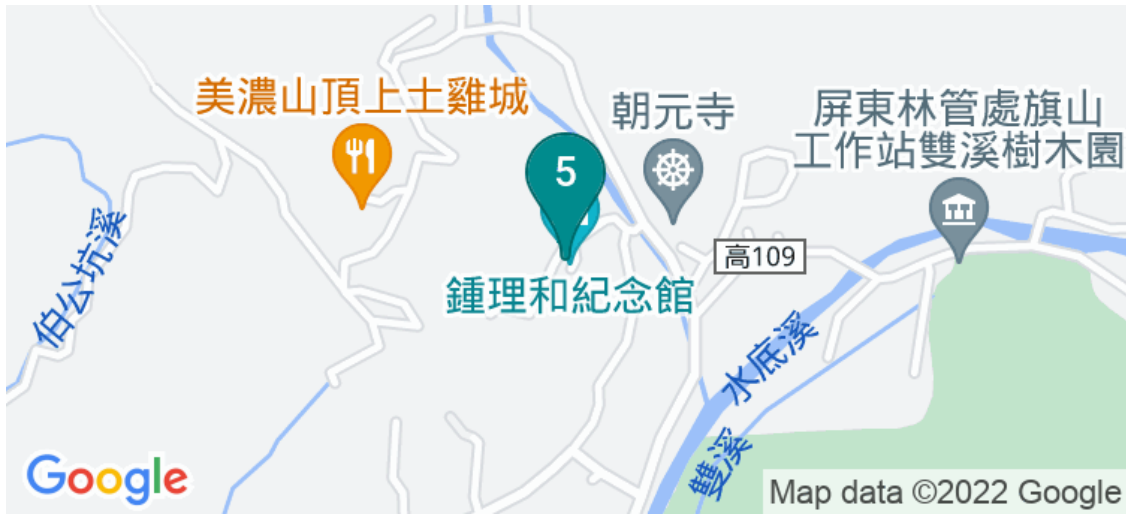 美濃山頂上土雞城
朝元寺
屏東林管處旗山
工作站雙溪樹木園
5
高109
鍾理和紀念館
伯公坑溪
水底溪
雙溪
Google
Map data ©2022 Google